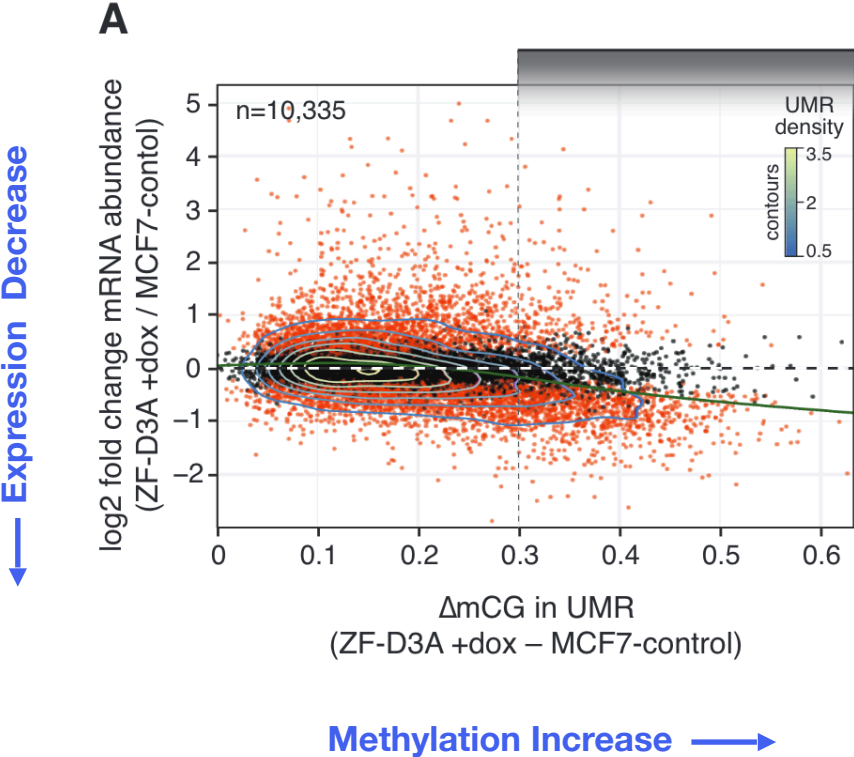 A
n=10,335
UMR
density
contours
3.5
2
0.5
log2 fold change mRNA abundance
(ZF-D3A +dox / MCF7-contol)
5
4
3
2
1
0
−1
−2
0 0.1 0.2 0.3 0.4 0.5 0.6
ΔmCG in UMR
(ZF-D3A +dox – MCF7-control)
Expression Decrease
Methylation Increase